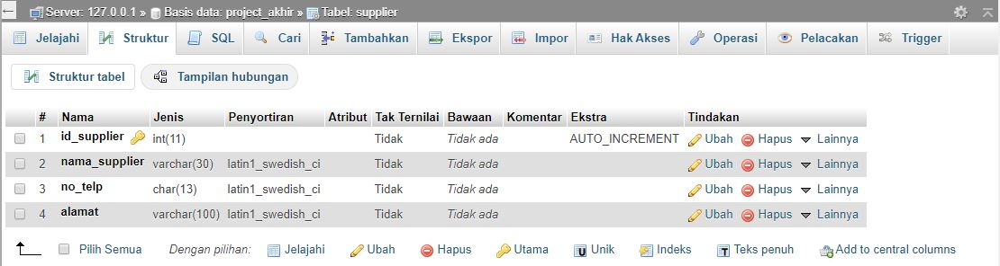 Server: 127.0.0.1 » Basis data: project_akhir » Tabel: supplier
Jelajahi Struktur SQL Cari Tambahkan Ekspor Impor Hak Akses Operasi Pelacakan Trigger
Struktur tabel Tampilan hubungan
# Nama Jenis Penyortiran Atribut Tak Ternilai Bawaan Komentar Ekstra Tindakan
1 id_supplier int(11) Tidak Tidak ada AUTO_INCREMENT Ubah Hapus Lainnya
2 nama_supplier varchar(30) latin1_swedish_ci Tidak Tidak ada Ubah Hapus Lainnya
3 no_telp char(13) latin1_swedish_ci Tidak Tidak ada Ubah Hapus Lainnya
4 alamat varchar(100) latin1_swedish_ci Tidak Tidak ada Ubah Hapus Lainnya
Pilih Semua Dengan pilihan: Jelajahi Ubah Hapus Utama U Unik Indeks T Teks penuh Add to central columns